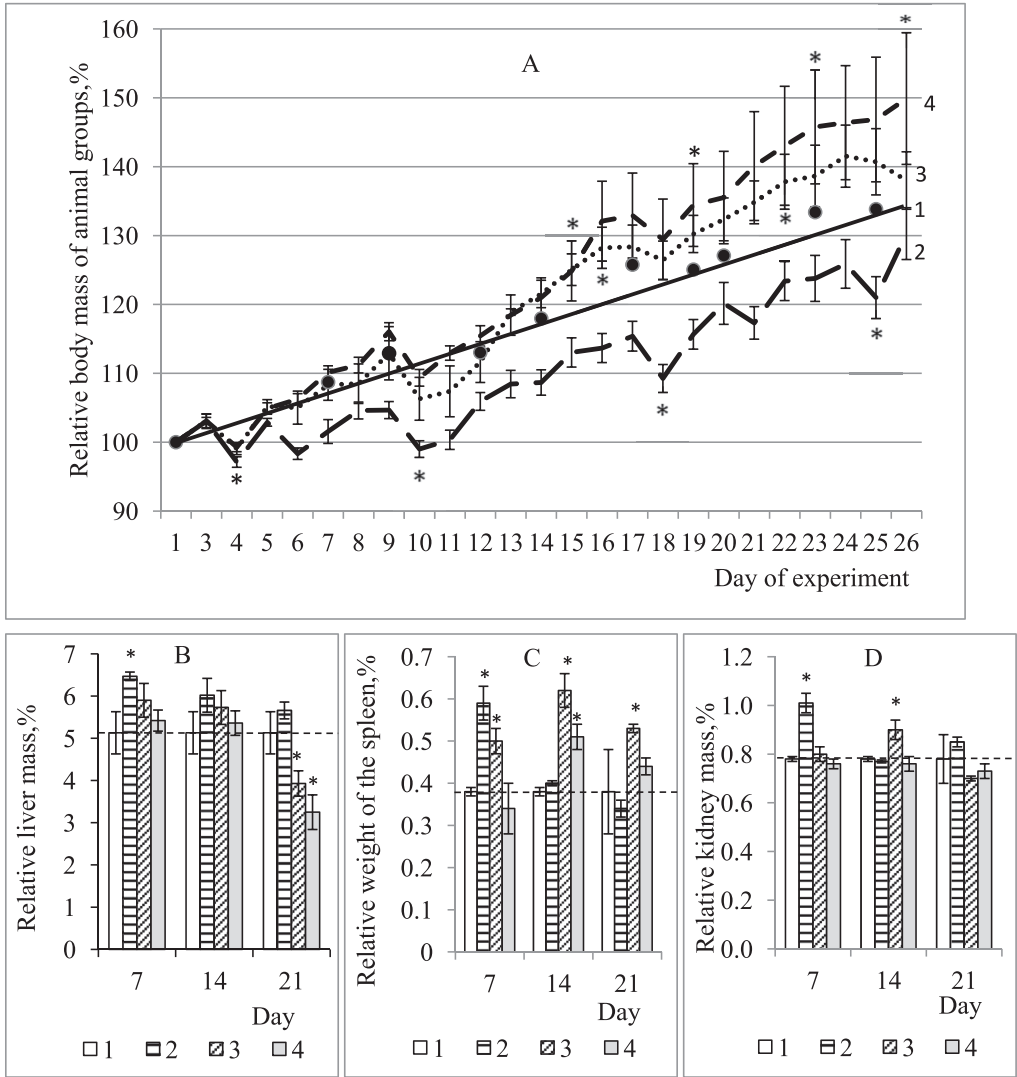 A
Relative body mass of animal groups,%
160
150
140
130
120
110
100
90
* * * * * * * * * * *
4
3
1
2
1 3 4 5 6 7 8 9 10 11 12 13 14 15 16 17 18 19 20 21 22 23 24 25 26
Day of experiment
B
Relative liver mass,%
7
6
5
4
3
2
1
0
* * *
7 14 21
Day
1 2 3 4
C
Relative weight of the spleen,%
0.7
0.6
0.5
0.4
0.3
0.2
0.1
0
* * * * *
7 14 21
Day
1 2 3 4
D
Relative kidney mass,%
1.2
1.0
0.8
0.6
0.4
0.2
0.0
* *
7 14 21
Day
1 2 3 4